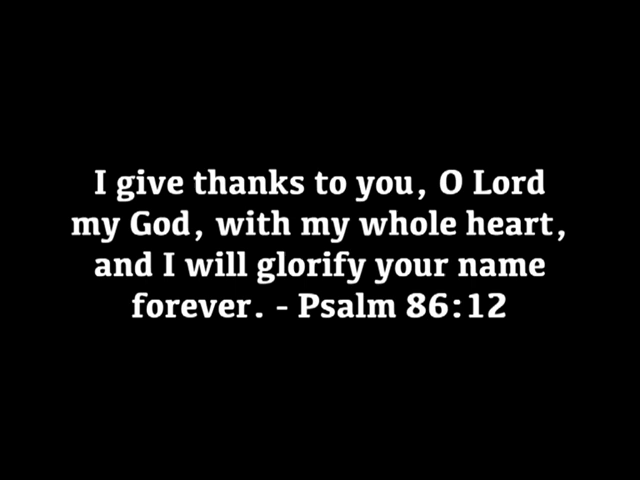 I give thanks to you, O Lord
my God, with my whole heart,
and I will glorify your name
forever. - Psalm 86:12